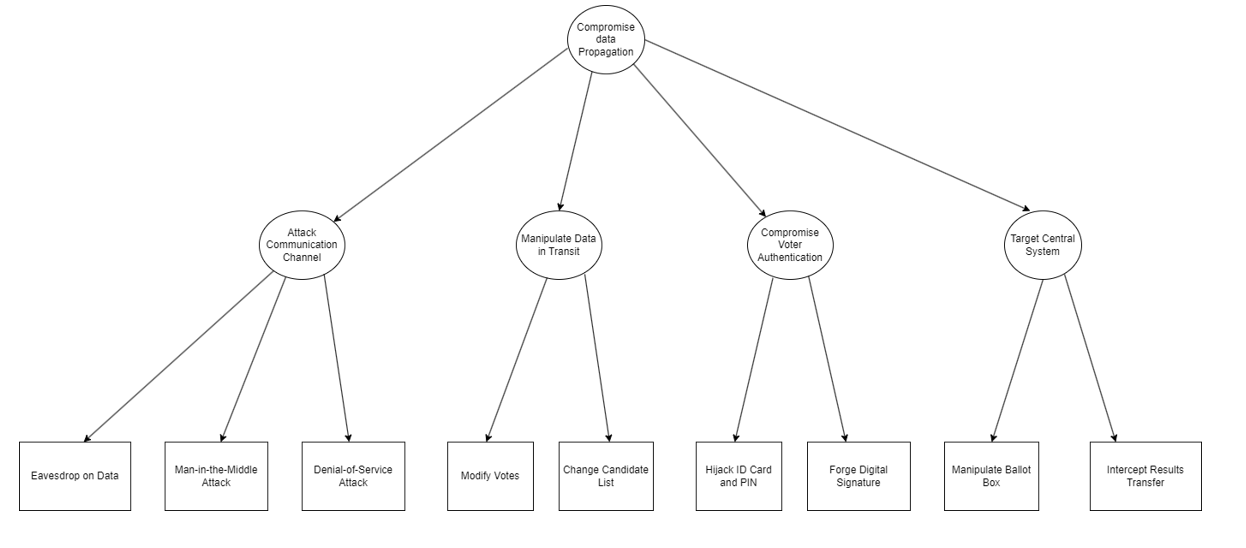 Compromise
data
Propagation
Attack
Communication
Channel
Manipulate Data
in Transit
Compromise
Voter
Authentication
Target Central
System
Eavesdrop on Data
Man-in-the-Middle
Attack
Denial-of-Service
Attack
Modify Votes
Change Candidate
List
Hijack ID Card
and PIN
Forge Digital
Signature
Manipulate Ballot
Box
Intercept Results
Transfer